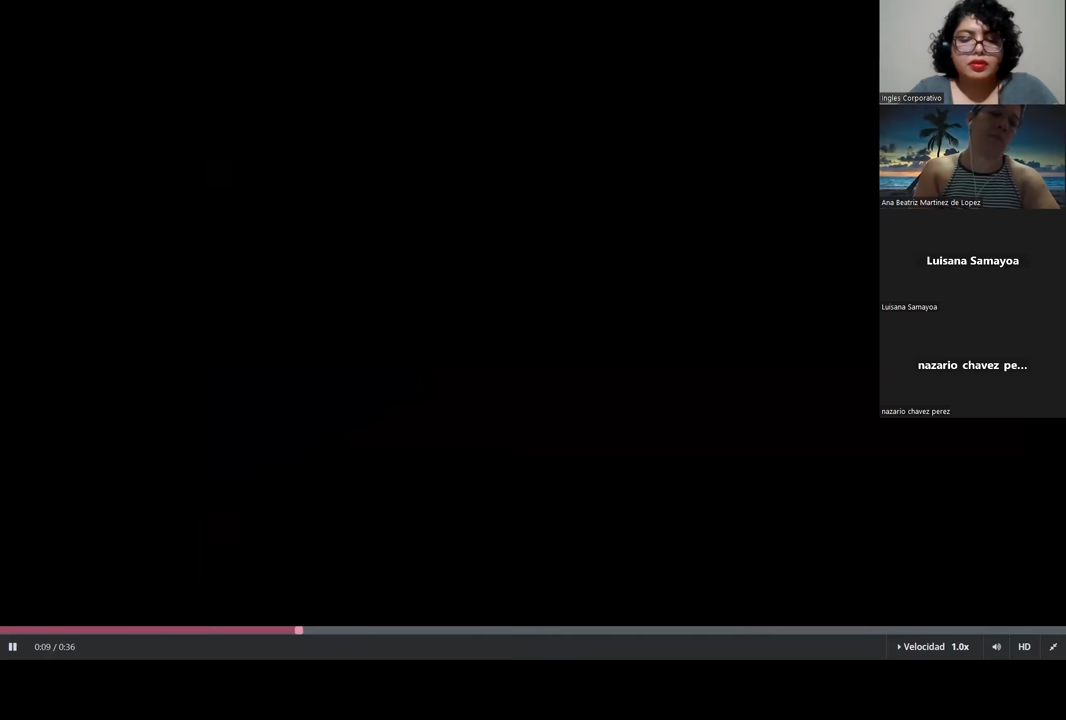 Ingles Corporativo
Ana Beatriz Martinez de Lopez
Luisana Samayoa
Luisana Samayoa
nazario chavez pe...
nazario chavez perez
0:09 / 0:36
Velocidad 1.0x
HD